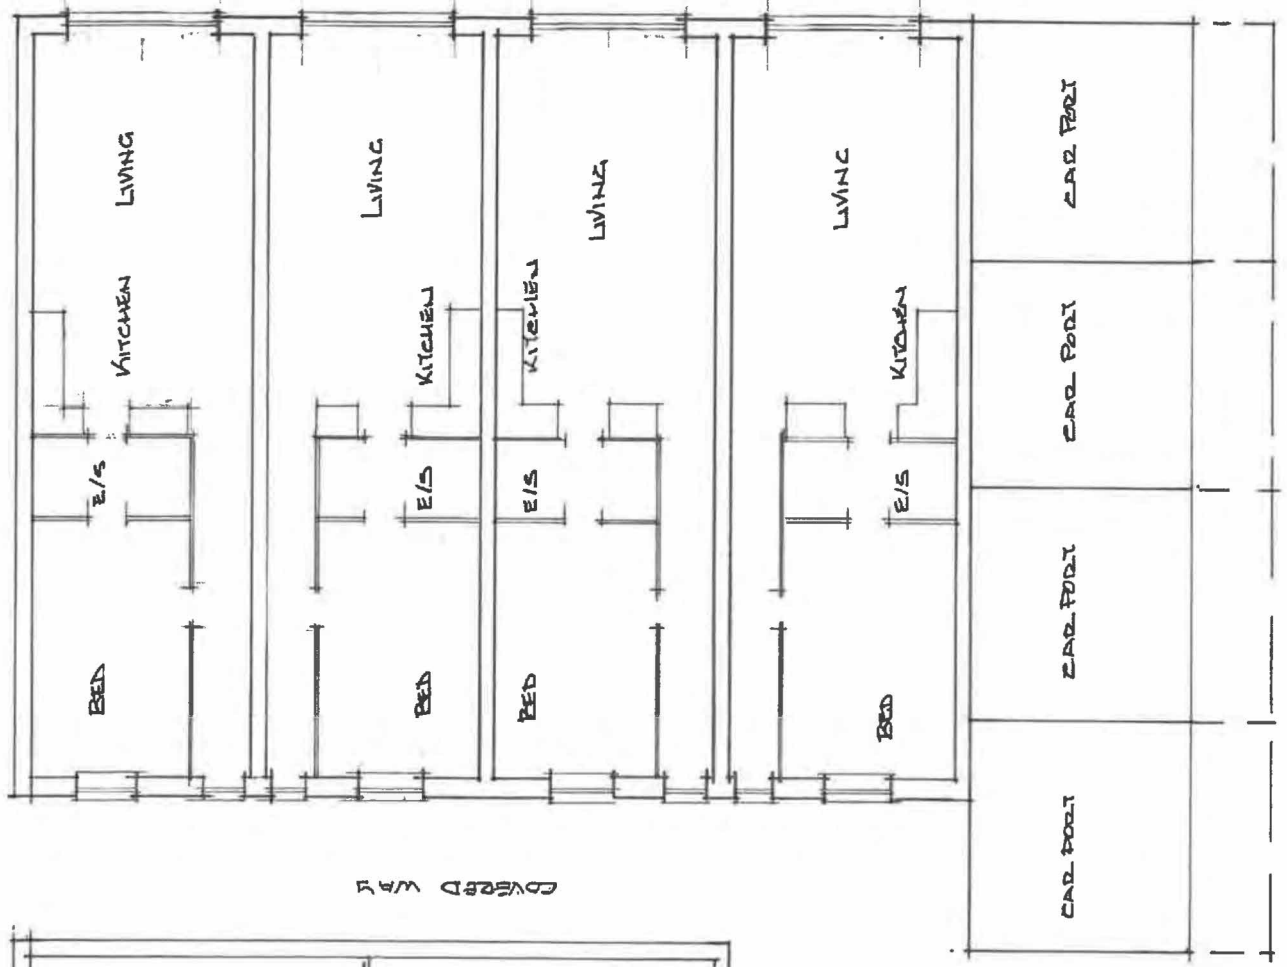 LIVING
LIVING
LIVING
LIVING
KITCHEN
KITCHEN
KITCHEN
KITCHEN
E/S
E/S
E/S
E/S
BED
BED
BED
BED
CAR PORT
CAR PORT
CAR PORT
CAR PORT
COVERED WAY